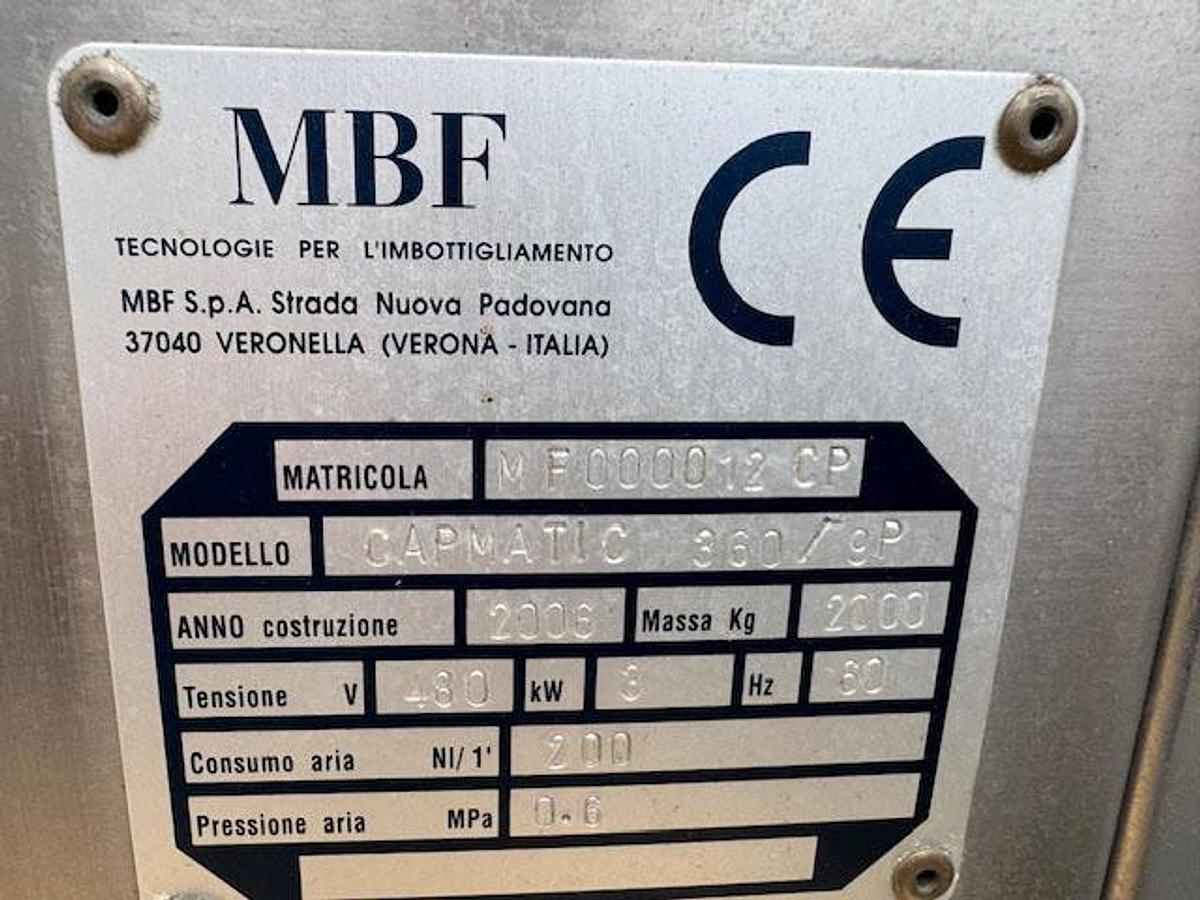 MBF
CE
TECNOLOGIE PER L'IMBOTTIGLIAMENTO
MBF S.p.A. Strada Nuova Padovana
37040 VERONELLA (VERONA - ITALIA)
MATRICOLA MF000012 CP
MODELLO CAPMATIC 360/9P
ANNO costruzione 2006 Massa Kg 2000
Tensione V 480 kW 3 Hz 60
Consumo aria Nl/1' 200
Pressione aria MPa 0.6